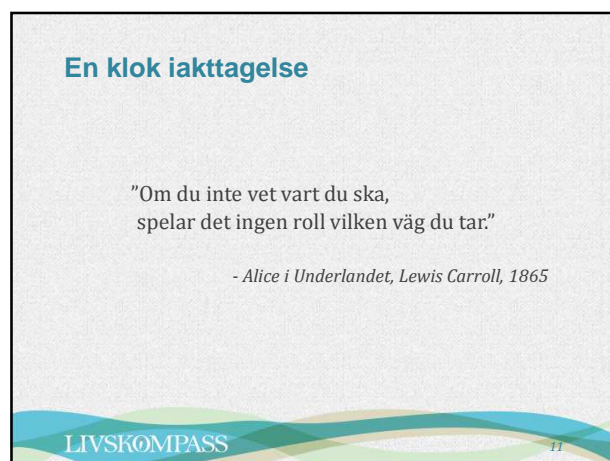 En klok iakttagelse
”Om du inte vet vart du ska,
spelar det ingen roll vilken väg du tar.”
- Alice i Underlandet, Lewis Carroll, 1865
LIVSKOMPASS
11